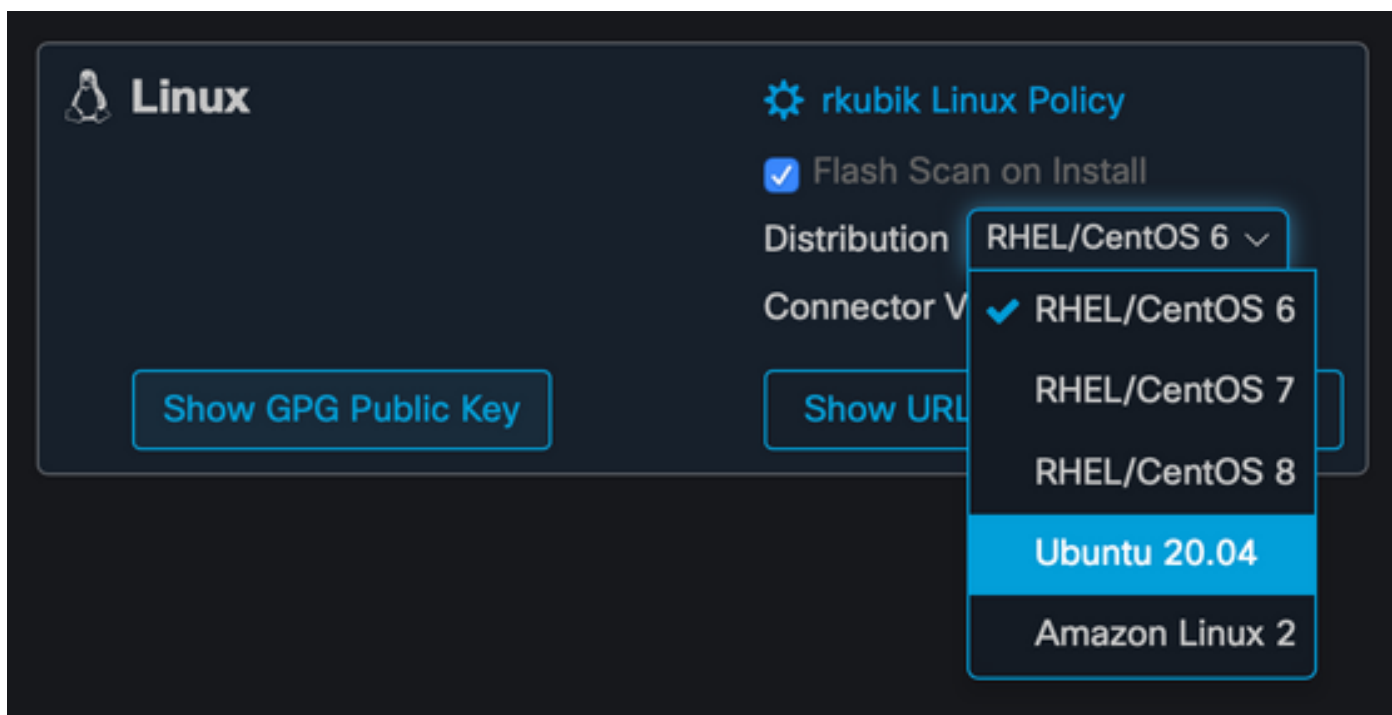 Linux
rkubik Linux Policy
Flash Scan on Install
Distribution RHEL/CentOS 6
Connector V
RHEL/CentOS 6
RHEL/CentOS 7
Show GPG Public Key
Show URL
RHEL/CentOS 8
Ubuntu 20.04
Amazon Linux 2